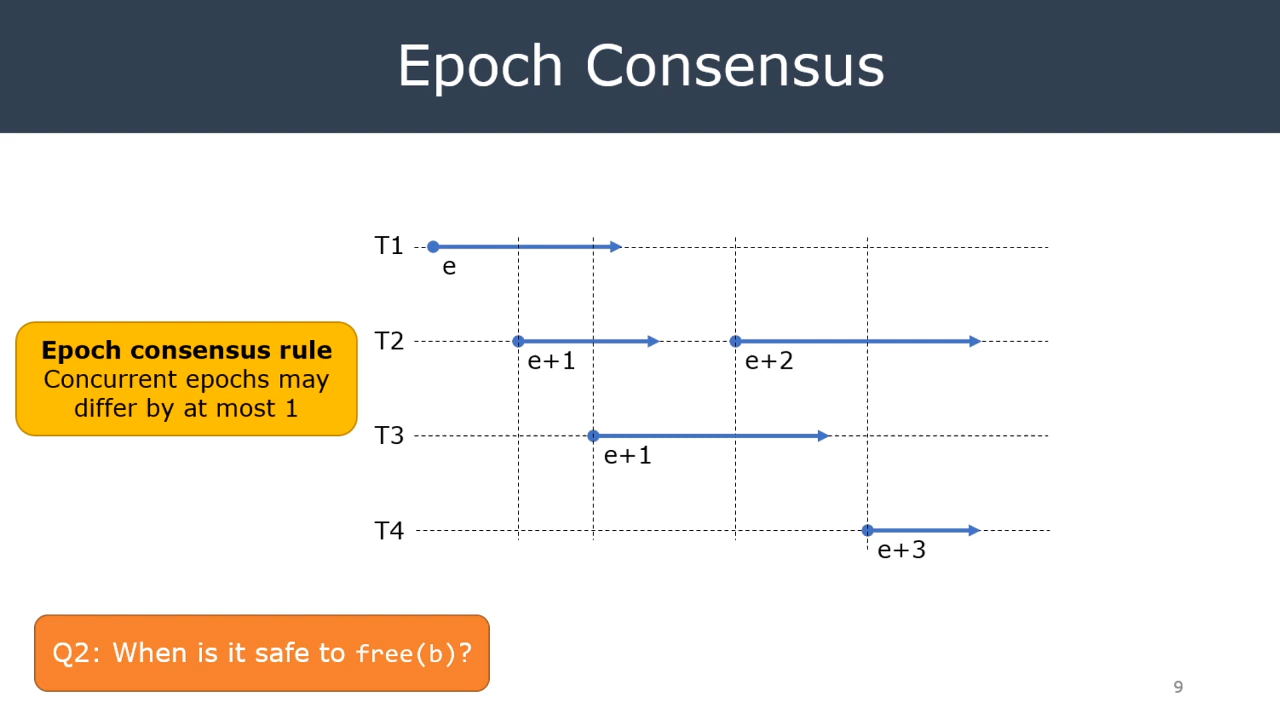 Epoch Consensus
T1
e
Epoch consensus rule
Concurrent epochs may
differ by at most 1
T2
e+1
e+2
T3
e+1
T4
e+3
Q2: When is it safe to free(b)?
9